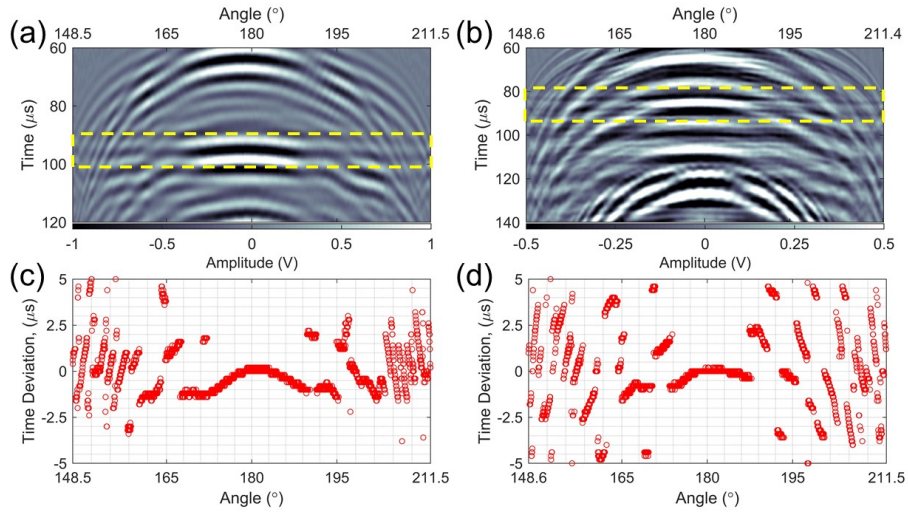 (a)
Angle (°)
148.5 165 180 195 211.5
Time (μs)
60
80
100
120
-1 -0.5 0 0.5 1
Amplitude (V)
(b)
Angle (°)
148.6 165 180 195 211.4
Time (μs)
60
80
100
120
140
-0.5 -0.25 0 0.25 0.5
Amplitude (V)
(c)
Time Deviation, (μs)
5
2.5
0
-2.5
-5
148.5 165 180 195 211.5
Angle (°)
(d)
Time Deviation, (μs)
5
2.5
0
-2.5
-5
148.6 165 180 195 211.5
Angle (°)